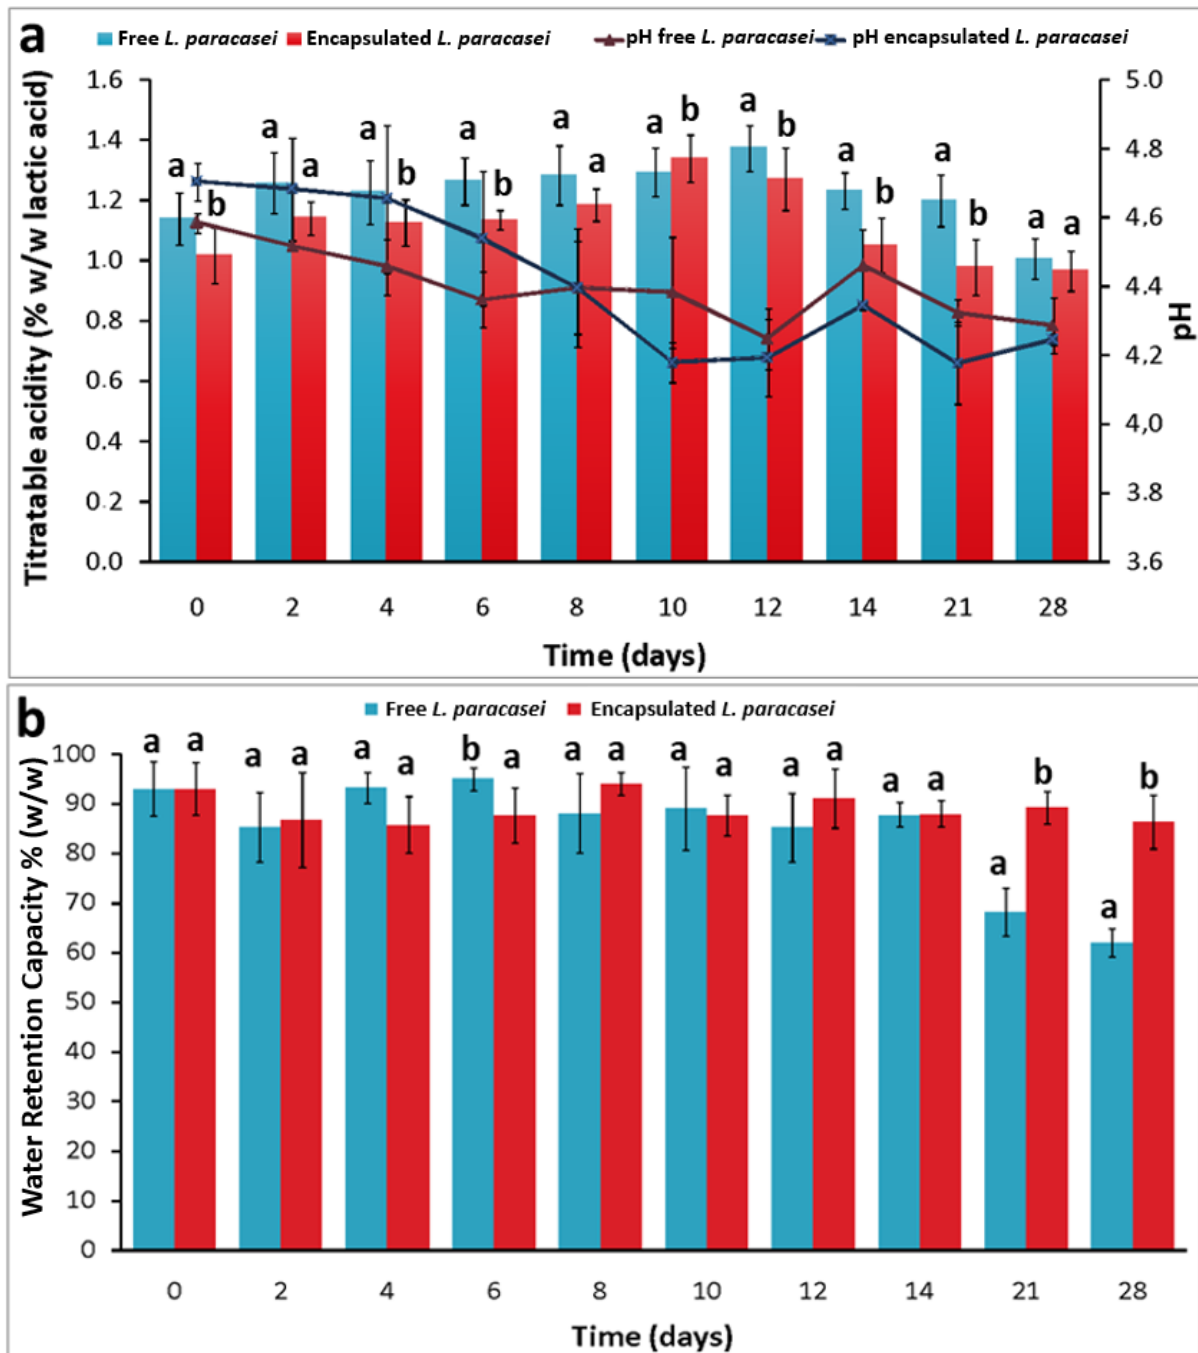 a
Free L. paracasei Encapsulated L. paracasei pH free L. paracasei pH encapsulated L. paracasei
Titratable acidity (% w/w lactic acid)
1.6
1.4
1.2
1.0
0.8
0.6
0.4
0.2
0.0
a b a a a b a b a a a b a b a b a b a a
5.0
4.8
4.6
4.4
4.2
4,0
3.8
3.6
pH
0 2 4 6 8 10 12 14 21 28
Time (days)
b
Free L. paracasei Encapsulated L. paracasei
Water Retention Capacity % (w/w)
100
90
80
70
60
50
40
30
20
10
0
a a a a a a b a a a a a a a a a a b a b
0 2 4 6 8 10 12 14 21 28
Time (days)